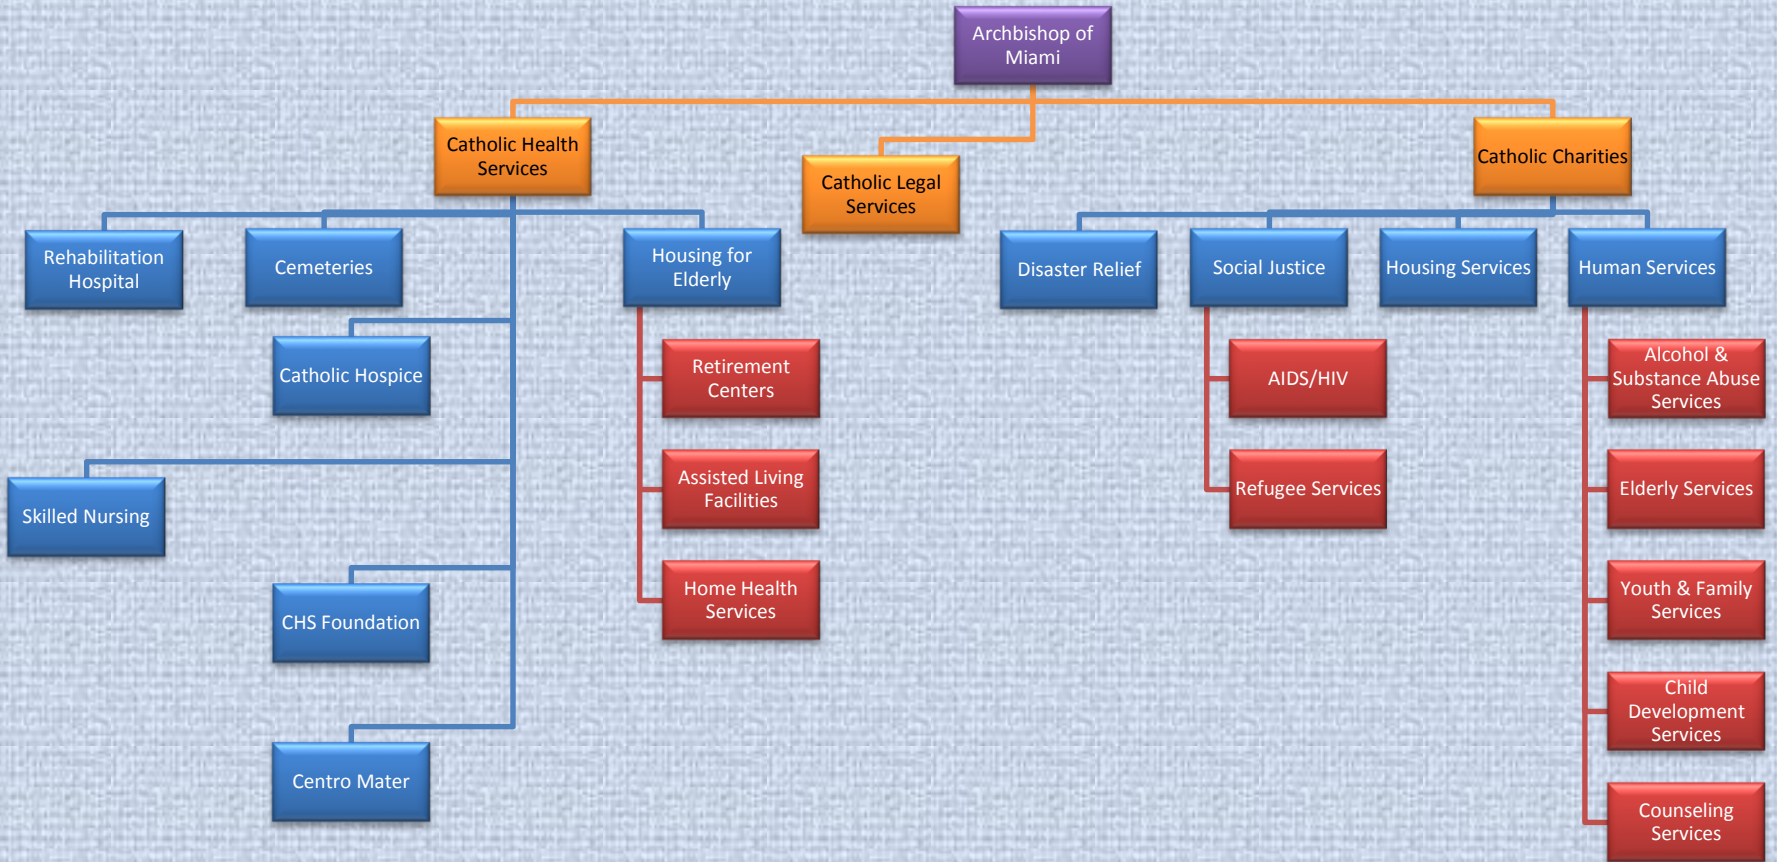 Archbishop of
Miami
Catholic Health
Services
Catholic Legal
Services
Catholic Charities
Rehabilitation
Hospital
Cemeteries
Housing for
Elderly
Disaster Relief
Social Justice
Housing Services
Human Services
Catholic Hospice
Retirement
Centers
AIDS/HIV
Alcohol &
Substance Abuse
Services
Skilled Nursing
Assisted Living
Facilities
Refugee Services
Elderly Services
CHS Foundation
Home Health
Services
Youth & Family
Services
Centro Mater
Child
Development
Services
Counseling
Services